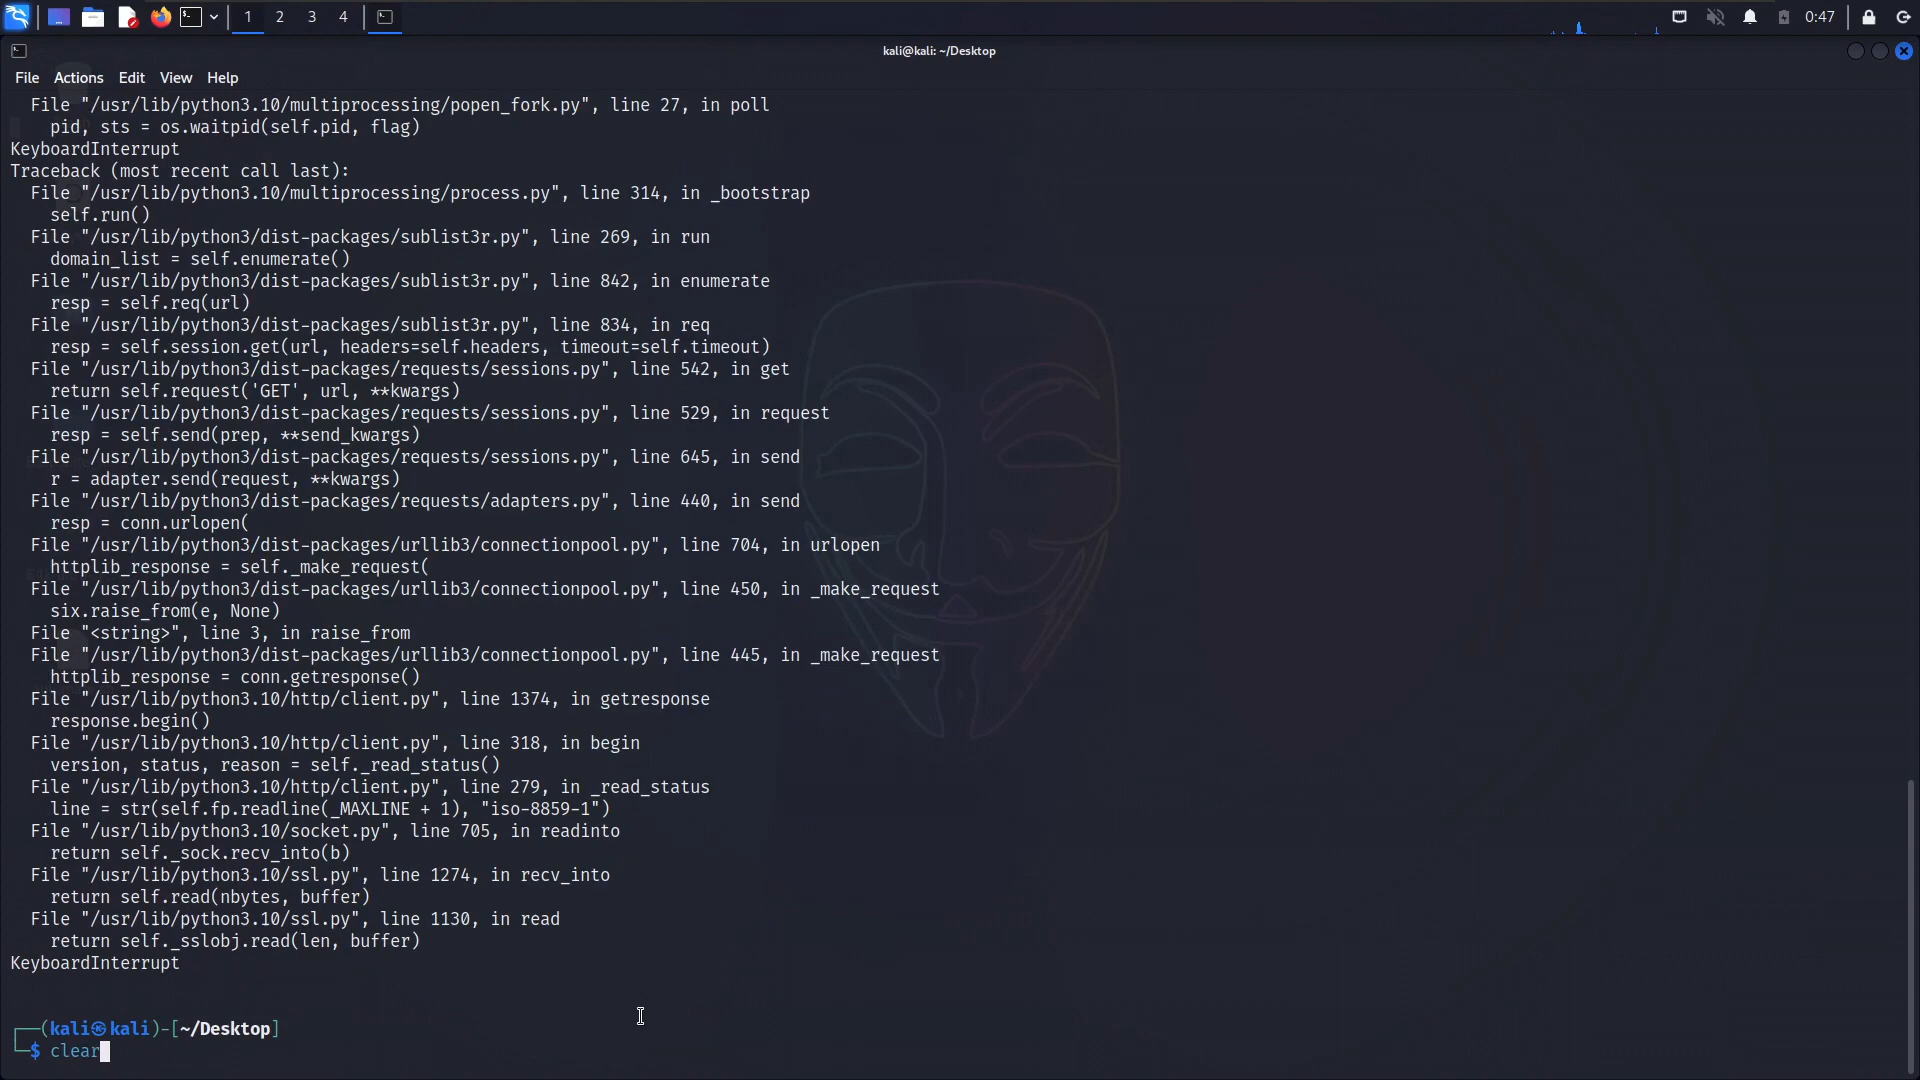 1 2 3 4 0:47
kali@kali: ~/Desktop
File Actions Edit View Help
File "/usr/lib/python3.10/multiprocessing/popen_fork.py", line 27, in poll
pid, sts = os.waitpid(self.pid, flag)
KeyboardInterrupt
Traceback (most recent call last):
File "/usr/lib/python3.10/multiprocessing/process.py", line 314, in _bootstrap
self.run()
File "/usr/lib/python3/dist-packages/sublist3r.py", line 269, in run
domain_list = self.enumerate()
File "/usr/lib/python3/dist-packages/sublist3r.py", line 842, in enumerate
resp = self.req(url)
File "/usr/lib/python3/dist-packages/sublist3r.py", line 834, in req
resp = self.session.get(url, headers=self.headers, timeout=self.timeout)
File "/usr/lib/python3/dist-packages/requests/sessions.py", line 542, in get
return self.request('GET', url, **kwargs)
File "/usr/lib/python3/dist-packages/requests/sessions.py", line 529, in request
resp = self.send(prep, **send_kwargs)
File "/usr/lib/python3/dist-packages/requests/sessions.py", line 645, in send
r = adapter.send(request, **kwargs)
File "/usr/lib/python3/dist-packages/requests/adapters.py", line 440, in send
resp = conn.urlopen(
File "/usr/lib/python3/dist-packages/urllib3/connectionpool.py", line 704, in urlopen
httplib_response = self._make_request(
File "/usr/lib/python3/dist-packages/urllib3/connectionpool.py", line 450, in _make_request
six.raise_from(e, None)
File "<string>", line 3, in raise_from
File "/usr/lib/python3/dist-packages/urllib3/connectionpool.py", line 445, in _make_request
httplib_response = conn.getresponse()
File "/usr/lib/python3.10/http/client.py", line 1374, in getresponse
response.begin()
File "/usr/lib/python3.10/http/client.py", line 318, in begin
version, status, reason = self._read_status()
File "/usr/lib/python3.10/http/client.py", line 279, in _read_status
line = str(self.fp.readline(_MAXLINE + 1), "iso-8859-1")
File "/usr/lib/python3.10/socket.py", line 705, in readinto
return self._sock.recv_into(b)
File "/usr/lib/python3.10/ssl.py", line 1274, in recv_into
return self.read(nbytes, buffer)
File "/usr/lib/python3.10/ssl.py", line 1130, in read
return self._sslobj.read(len, buffer)
KeyboardInterrupt
┌──(kali㉿kali)-[~/Desktop]
└─$ clear